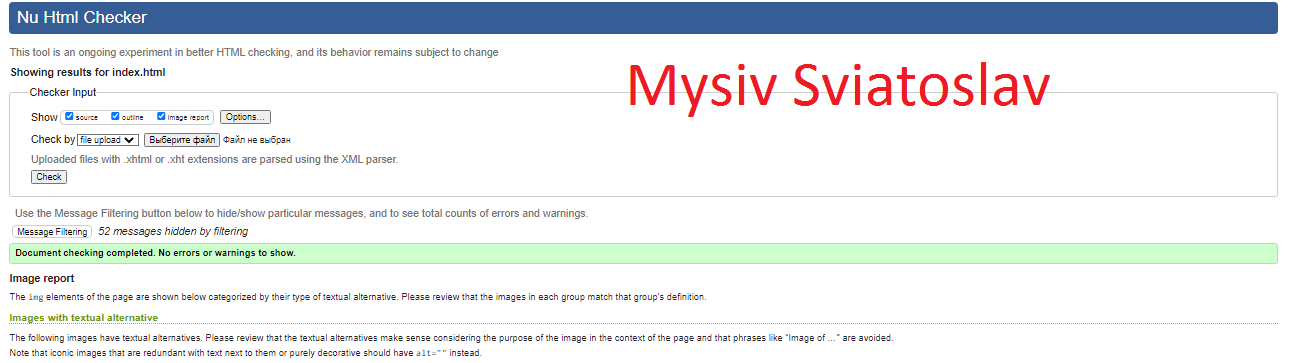 Nu Html Checker
This tool is an ongoing experiment in better HTML checking, and its behavior remains subject to change
Mysiv Sviatoslav
Showing results for index.html
Checker Input
Show source outline image report Options...
Check by file upload Выберите файл Файл не выбран
Uploaded files with .xhtml or .xht extensions are parsed using the XML parser.
Check
Use the Message Filtering button below to hide/show particular messages, and to see total counts of errors and warnings.
Message Filtering 52 messages hidden by filtering
Document checking completed. No errors or warnings to show.
Image report
The img elements of the page are shown below categorized by their type of textual alternative. Please review that the images in each group match that group's definition.
Images with textual alternative
The following images have textual alternatives. Please review that the textual alternatives make sense considering the purpose of the image in the context of the page and that phrases like “Image of …” are avoided.
Note that iconic images that are redundant with text next to them or purely decorative should have alt="" instead.